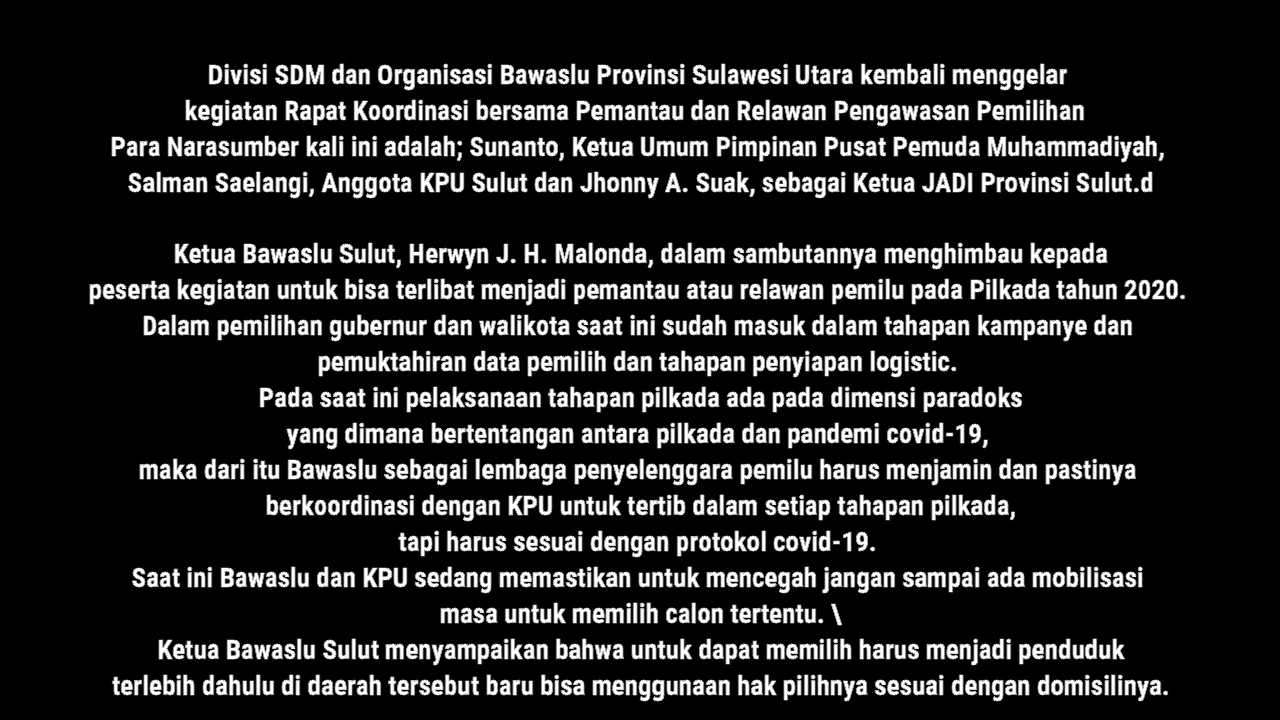 Divisi SDM dan Organisasi Bawaslu Provinsi Sulawesi Utara kembali menggelar
kegiatan Rapat Koordinasi bersama Pemantau dan Relawan Pengawasan Pemilihan
Para Narasumber kali ini adalah; Sunanto, Ketua Umum Pimpinan Pusat Pemuda Muhammadiyah,
Salman Saelangi, Anggota KPU Sulut dan Jhonny A. Suak, sebagai Ketua JADI Provinsi Sulut.d
Ketua Bawaslu Sulut, Herwyn J. H. Malonda, dalam sambutannya menghimbau kepada
peserta kegiatan untuk bisa terlibat menjadi pemantau atau relawan pemilu pada Pilkada tahun 2020.
Dalam pemilihan gubernur dan walikota saat ini sudah masuk dalam tahapan kampanye dan
pemuktahiran data pemilih dan tahapan penyiapan logistic.
Pada saat ini pelaksanaan tahapan pilkada ada pada dimensi paradoks
yang dimana bertentangan antara pilkada dan pandemi covid-19,
maka dari itu Bawaslu sebagai lembaga penyelenggara pemilu harus menjamin dan pastinya
berkoordinasi dengan KPU untuk tertib dalam setiap tahapan pilkada,
tapi harus sesuai dengan protokol covid-19.
Saat ini Bawaslu dan KPU sedang memastikan untuk mencegah jangan sampai ada mobilisasi
masa untuk memilih calon tertentu. \
Ketua Bawaslu Sulut menyampaikan bahwa untuk dapat memilih harus menjadi penduduk
terlebih dahulu di daerah tersebut baru bisa menggunaan hak pilihnya sesuai dengan domisilinya.